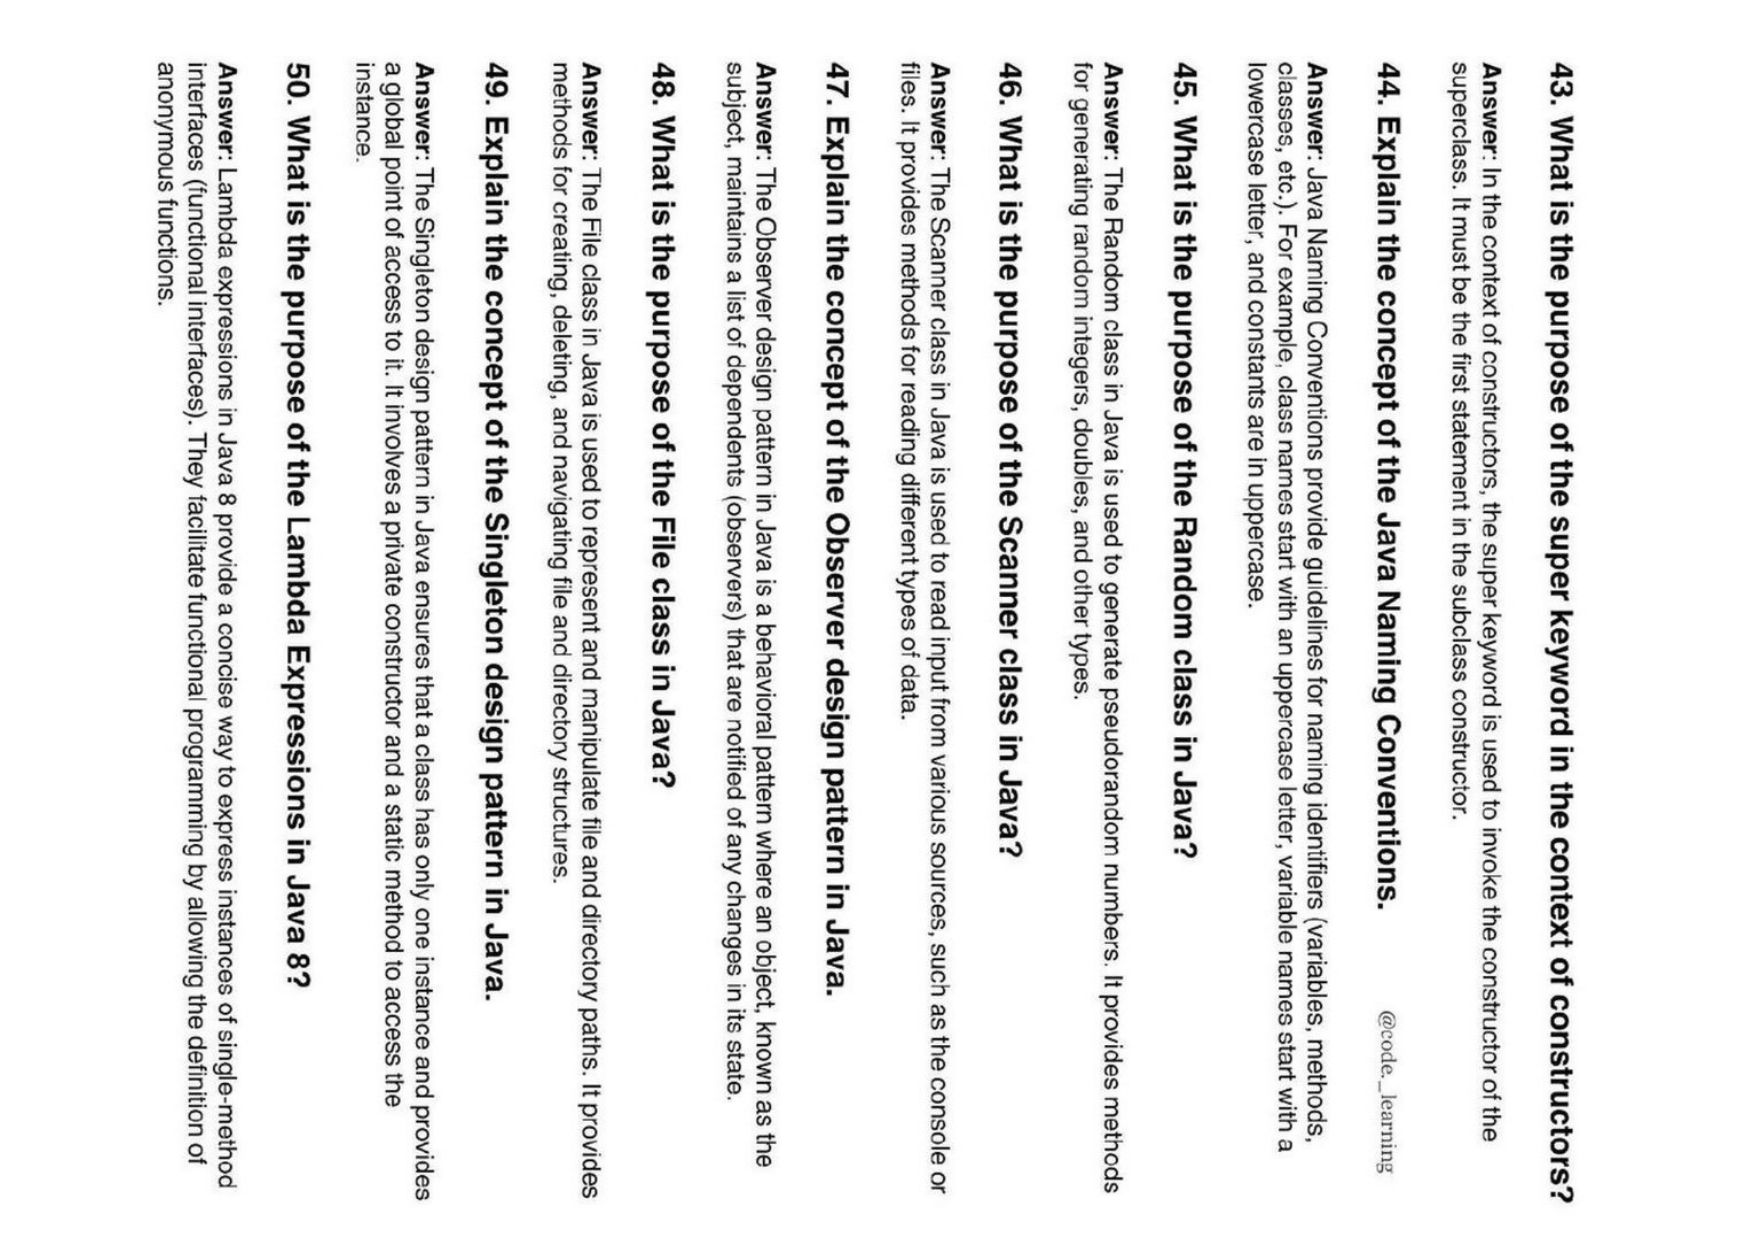 43. What is the purpose of the super keyword in the context of constructors?
Answer: In the context of constructors, the super keyword is used to invoke the constructor of the
superclass. It must be the first statement in the subclass constructor.
44. Explain the concept of the Java Naming Conventions.
@code._learning
Answer: Java Naming Conventions provide guidelines for naming identifiers (variables, methods,
classes, etc.). For example, class names start with an uppercase letter, variable names start with a
lowercase letter, and constants are in uppercase.
45. What is the purpose of the Random class in Java?
Answer: The Random class in Java is used to generate pseudorandom numbers. It provides methods
for generating random integers, doubles, and other types.
46. What is the purpose of the Scanner class in Java?
Answer: The Scanner class in Java is used to read input from various sources, such as the console or
files. It provides methods for reading different types of data.
47. Explain the concept of the Observer design pattern in Java.
Answer: The Observer design pattern in Java is a behavioral pattern where an object, known as the
subject, maintains a list of dependents (observers) that are notified of any changes in its state.
48. What is the purpose of the File class in Java?
Answer: The File class in Java is used to represent and manipulate file and directory paths. It provides
methods for creating, deleting, and navigating file and directory structures.
49. Explain the concept of the Singleton design pattern in Java.
Answer: The Singleton design pattern in Java ensures that a class has only one instance and provides
a global point of access to it. It involves a private constructor and a static method to access the
instance.
50. What is the purpose of the Lambda Expressions in Java 8?
Answer: Lambda expressions in Java 8 provide a concise way to express instances of single-method
interfaces (functional interfaces). They facilitate functional programming by allowing the definition of
anonymous functions.